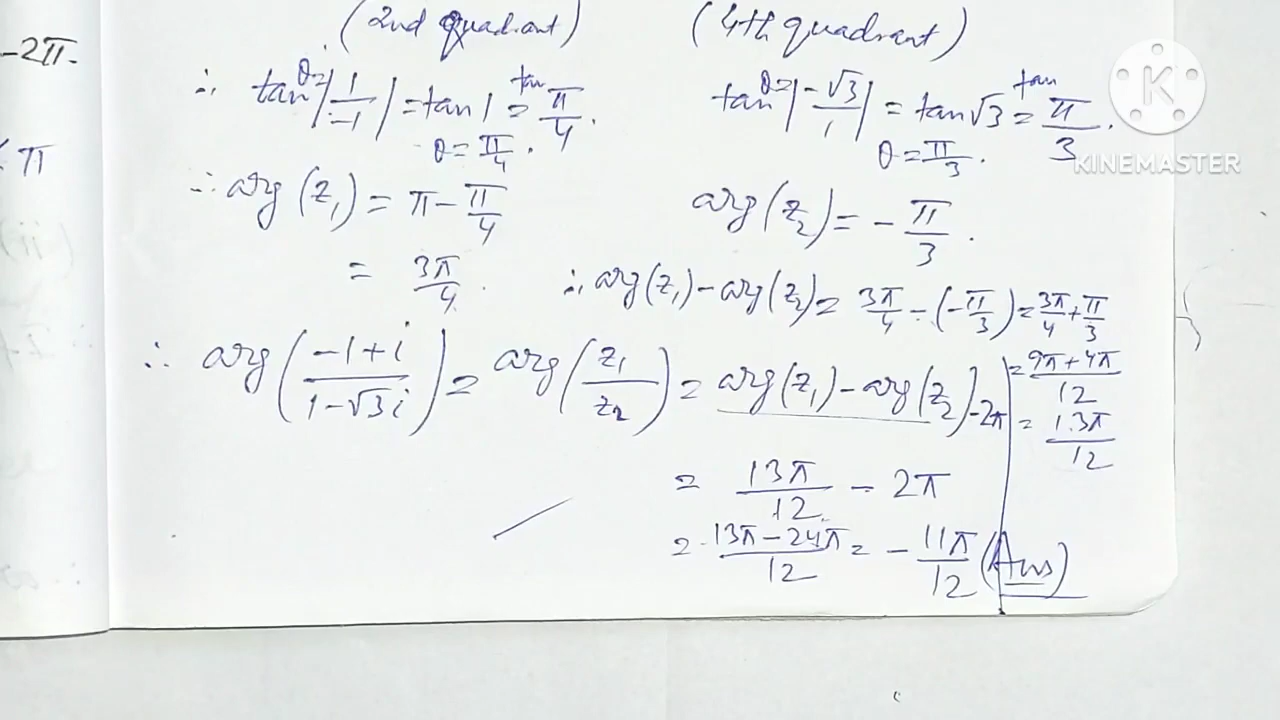 -2π.
π
(2nd quadrant)
(4th quadrant)
∴ tanθ = |1/-1| = tan 1 = tan π/4.
θ = π/4.
tanθ = |-√3/1| = tan √3 = tan π/3.
θ = π/3.
∴ arg(z₁) = π - π/4
= 3π/4.
arg(z₂) = -π/3.
∴ arg(z₁) - arg(z₂) = 3π/4 - (-π/3) = 3π/4 + π/3
= 9π + 4π/12
= 13π/12
∴ arg(-1+i/1-√3i) = arg(z₁/z₂) = arg(z₁) - arg(z₂) - 2π
= 13π/12 - 2π
= 13π - 24π/12 = -11π/12 (Ans)
K
KINEMASTER